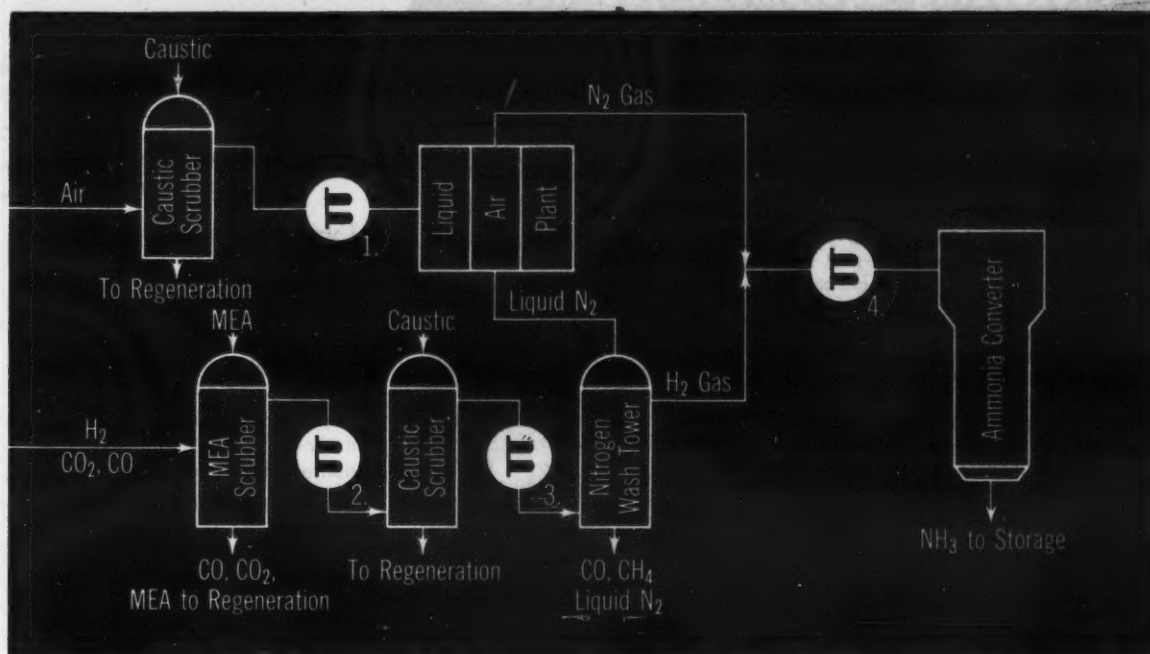 Caustic
Air
Caustic
Scrubber
To Regeneration
1.
Liquid
Air
Plant
N₂ Gas
Liquid N₂
H₂
CO₂, CO
MEA
MEA
Scrubber
CO, CO₂,
MEA to Regeneration
2.
Caustic
Caustic
Scrubber
To Regeneration
3.
Nitrogen
Wash Tower
CO, CH₄
Liquid N₂
H₂ Gas
4.
Ammonia Converter
NH₃ to Storage